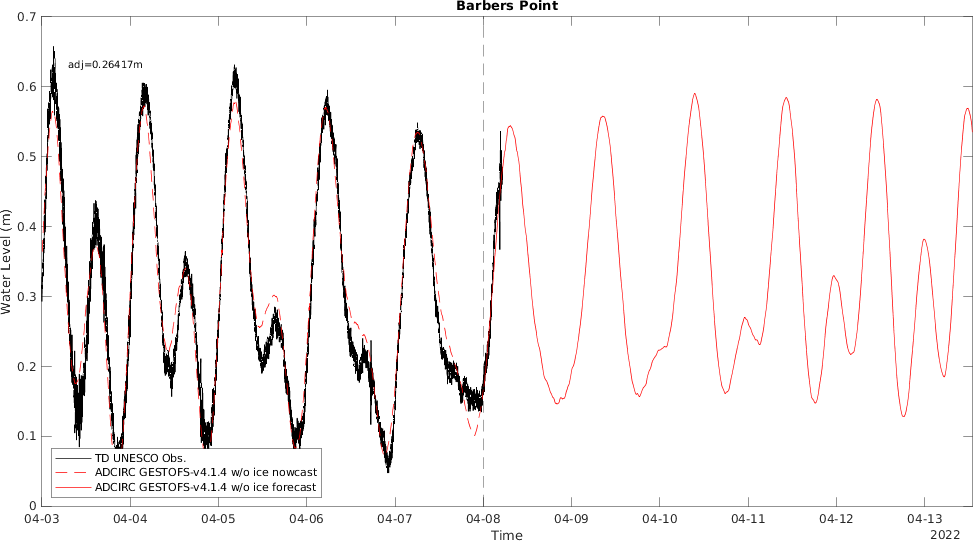 Barbers Point
0.7
adj=0.26417m
0.6
0.5
0.4
0.3
0.2
0.1
0
Water Level (m)
TD UNESCO Obs.
ADCIRC GESTOFS-v4.1.4 w/o ice nowcast
ADCIRC GESTOFS-v4.1.4 w/o ice forecast
04-03 04-04 04-05 04-06 04-07 04-08 04-09 04-10 04-11 04-12 04-13
Time
2022